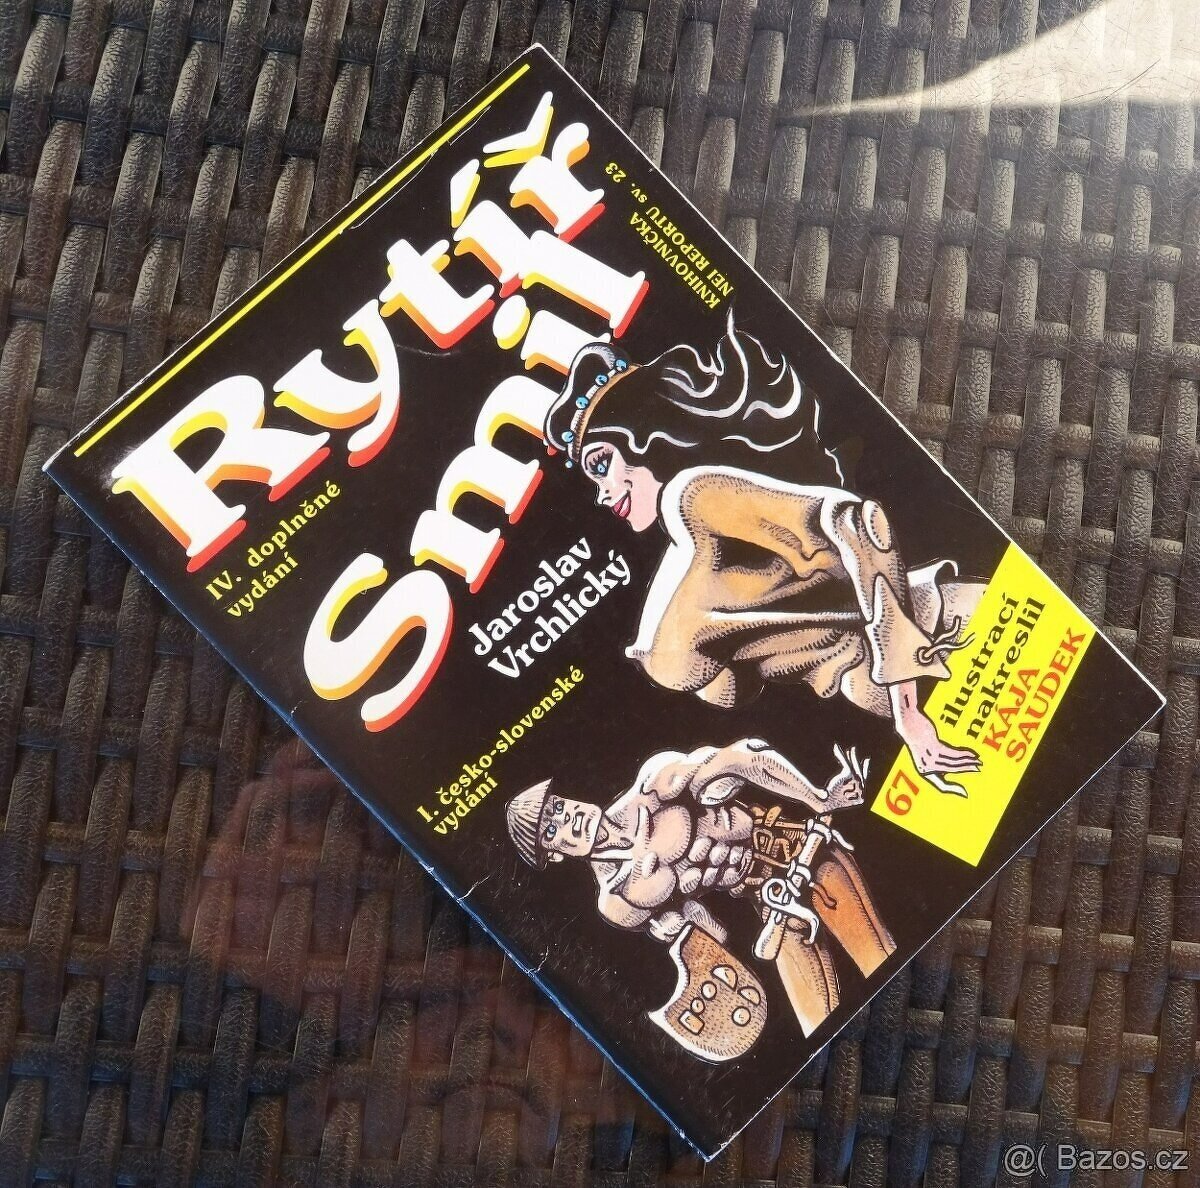 Rytíř
Smil
KNIHOVNIČKA
NEI REPORTU sv. 23
IV. doplněné
vydání
Jaroslav
Vrchlický
I. česko-slovenské
vydání
67 ilustrací
nakreslil
KÁJA
SAUDEK
@( Bazos.cz